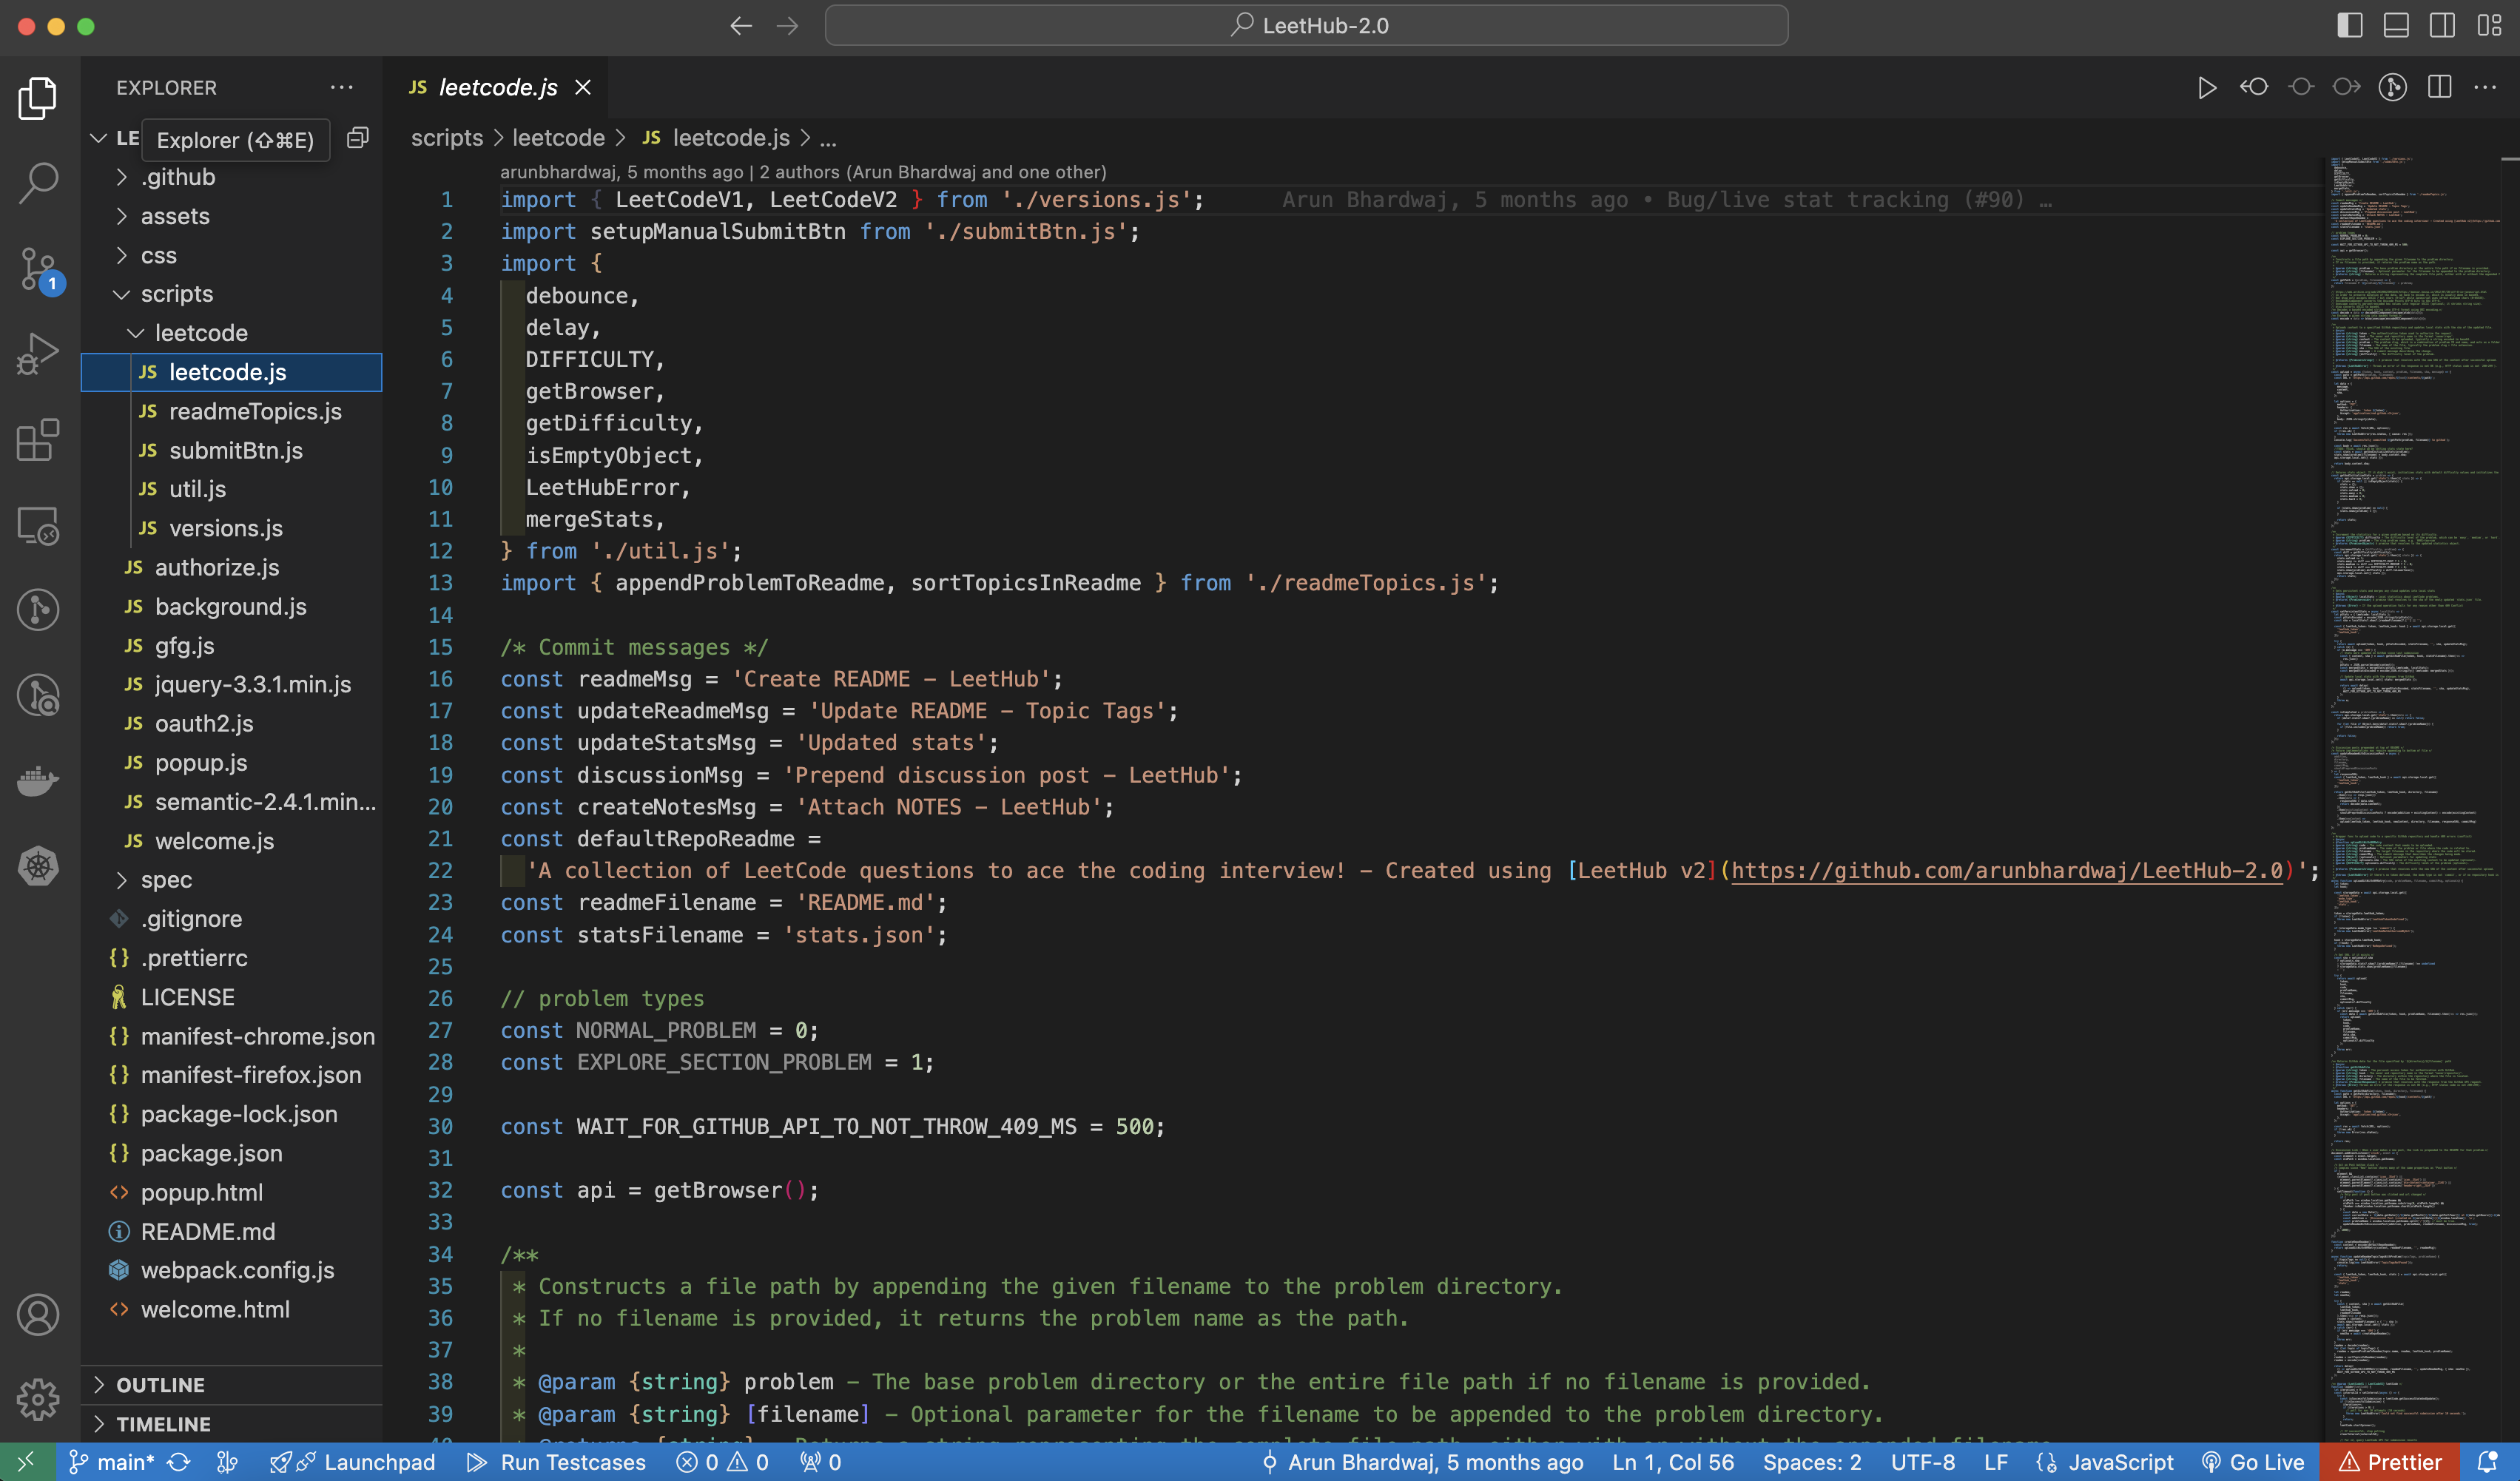 LeetHub-2.0
EXPLORER
LE
Explorer (⇧⌘E)
.github
assets
css
scripts
leetcode
JS leetcode.js
JS readmeTopics.js
JS submitBtn.js
JS util.js
JS versions.js
JS authorize.js
JS background.js
JS gfg.js
JS jquery-3.3.1.min.js
JS oauth2.js
JS popup.js
JS semantic-2.4.1.min...
JS welcome.js
spec
.gitignore
{} .prettierrc
LICENSE
{} manifest-chrome.json
{} manifest-firefox.json
{} package-lock.json
{} package.json
<> popup.html
README.md
webpack.config.js
<> welcome.html
OUTLINE
TIMELINE
1
JS leetcode.js
scripts > leetcode > JS leetcode.js > ...
arunbhardwaj, 5 months ago | 2 authors (Arun Bhardwaj and one other)
1 import { LeetCodeV1, LeetCodeV2 } from './versions.js'; Arun Bhardwaj, 5 months ago • Bug/live stat tracking (#90) …
2 import setupManualSubmitBtn from './submitBtn.js';
3 import {
4 debounce,
5 delay,
6 DIFFICULTY,
7 getBrowser,
8 getDifficulty,
9 isEmptyObject,
10 LeetHubError,
11 mergeStats,
12 } from './util.js';
13 import { appendProblemToReadme, sortTopicsInReadme } from './readmeTopics.js';
14
15 /* Commit messages */
16 const readmeMsg = 'Create README - LeetHub';
17 const updateReadmeMsg = 'Update README - Topic Tags';
18 const updateStatsMsg = 'Updated stats';
19 const discussionMsg = 'Prepend discussion post - LeetHub';
20 const createNotesMsg = 'Attach NOTES - LeetHub';
21 const defaultRepoReadme =
22 'A collection of LeetCode questions to ace the coding interview! - Created using [LeetHub v2](https://github.com/arunbhardwaj/LeetHub-2.0)';
23 const readmeFilename = 'README.md';
24 const statsFilename = 'stats.json';
25
26 // problem types
27 const NORMAL_PROBLEM = 0;
28 const EXPLORE_SECTION_PROBLEM = 1;
29
30 const WAIT_FOR_GITHUB_API_TO_NOT_THROW_409_MS = 500;
31
32 const api = getBrowser();
33
34 /**
35 * Constructs a file path by appending the given filename to the problem directory.
36 * If no filename is provided, it returns the problem name as the path.
37 *
38 * @param {string} problem - The base problem directory or the entire file path if no filename is provided.
39 * @param {string} [filename] - Optional parameter for the filename to be appended to the problem directory.
main* Launchpad Run Testcases 0 0 0 Arun Bhardwaj, 5 months ago Ln 1, Col 56 Spaces: 2 UTF-8 LF JavaScript Go Live Prettier